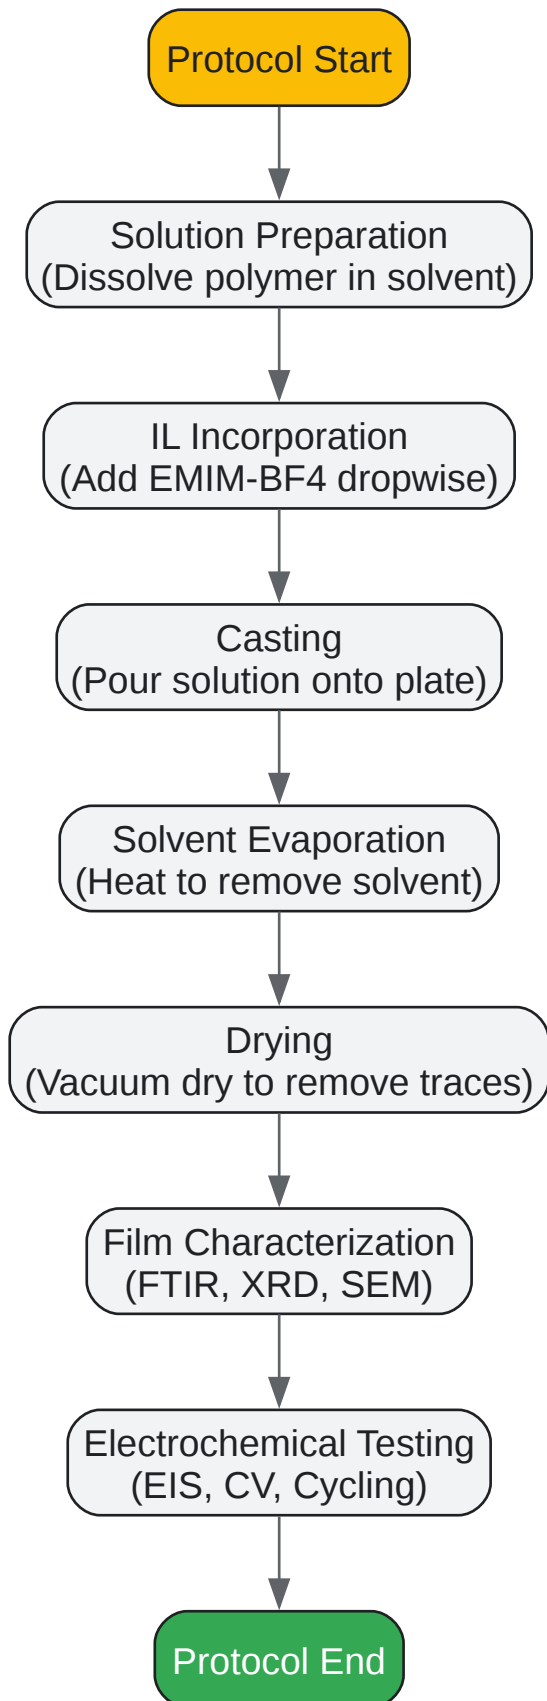 Protocol Start
Solution Preparation
(Dissolve polymer in solvent)
IL Incorporation
(Add EMIM-BF4 dropwise)
Casting
(Pour solution onto plate)
Solvent Evaporation
(Heat to remove solvent)
Drying
(Vacuum dry to remove traces)
Film Characterization
(FTIR, XRD, SEM)
Electrochemical Testing
(EIS, CV, Cycling)
Protocol End